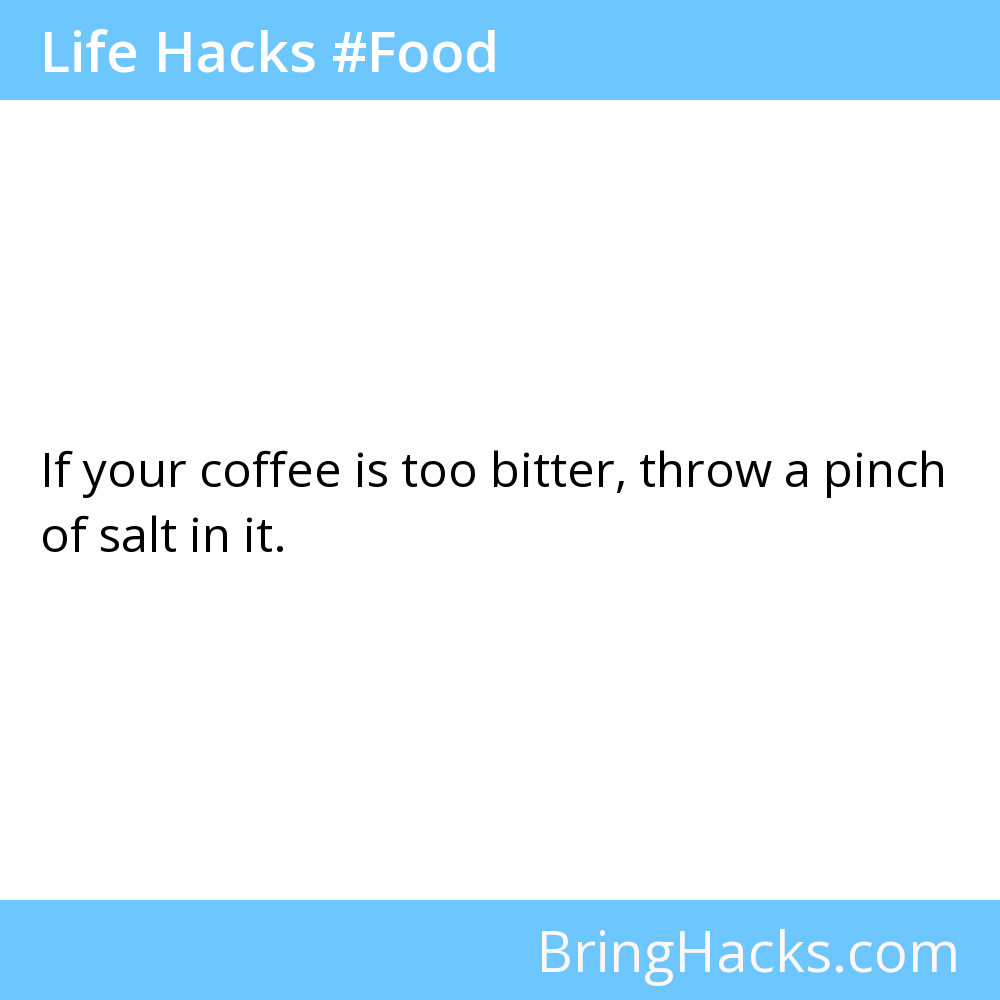 Life Hacks #Food
If your coffee is too bitter, throw a pinch
of salt in it.
BringHacks.com